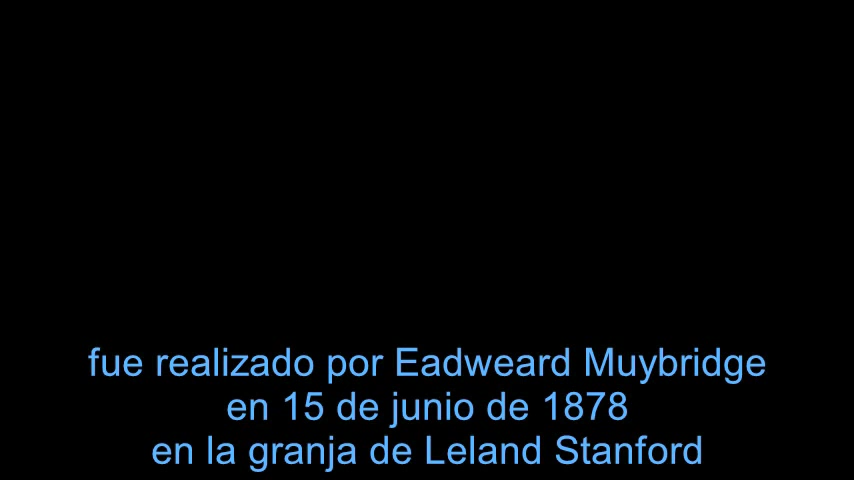 fue realizado por Eadweard Muybridge
en 15 de junio de 1878
en la granja de Leland Stanford